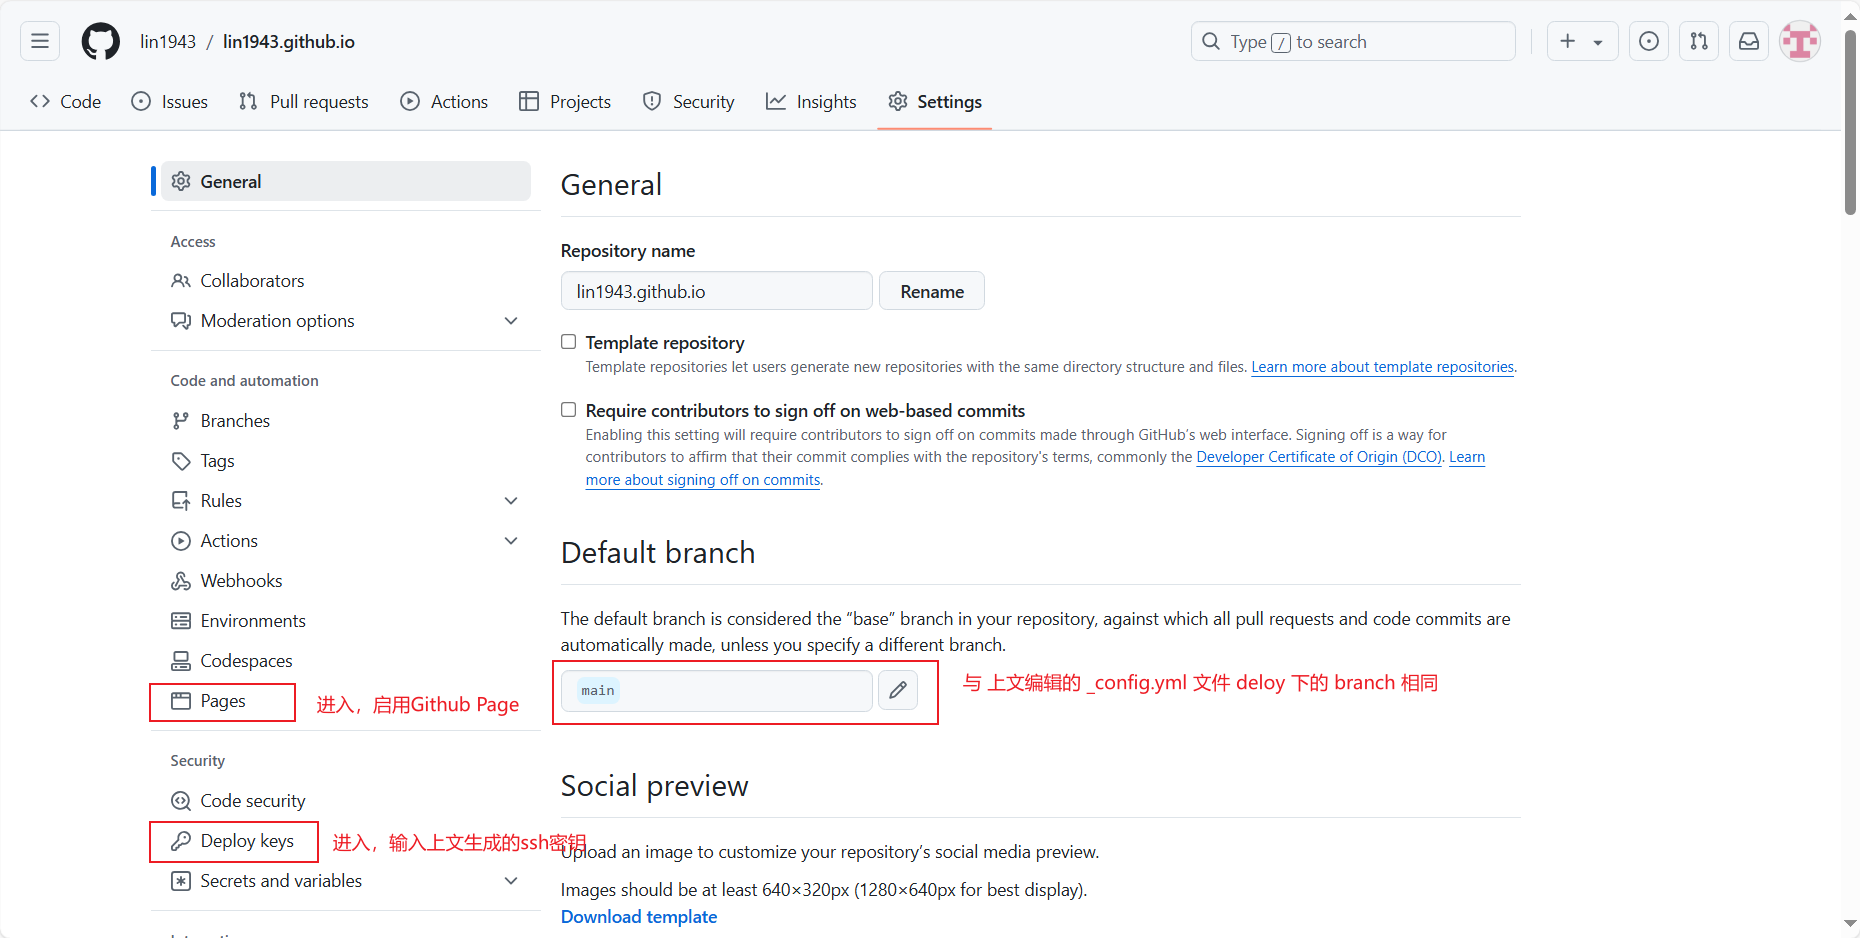 lin1943 / lin1943.github.io
Type / to search
Code
Issues
Pull requests
Actions
Projects
Security
Insights
Settings
General
Access
Collaborators
Moderation options
Code and automation
Branches
Tags
Rules
Actions
Webhooks
Environments
Codespaces
Pages
进入，启用Github Page
Security
Code security
Deploy keys
进入，输入上文生成的ssh密钥
Secrets and variables
General
Repository name
lin1943.github.io
Rename
Template repository
Template repositories let users generate new repositories with the same directory structure and files. Learn more about template repositories.
Require contributors to sign off on web-based commits
Enabling this setting will require contributors to sign off on commits made through GitHub's web interface. Signing off is a way for
contributors to affirm that their commit complies with the repository's terms, commonly the Developer Certificate of Origin (DCO). Learn
more about signing off on commits.
Default branch
The default branch is considered the “base” branch in your repository, against which all pull requests and code commits are
automatically made, unless you specify a different branch.
main
与 上文编辑的 _config.yml 文件 deloy 下的 branch 相同
Social preview
Upload an image to customize your repository's social media preview.
Images should be at least 640×320px (1280×640px for best display).
Download template